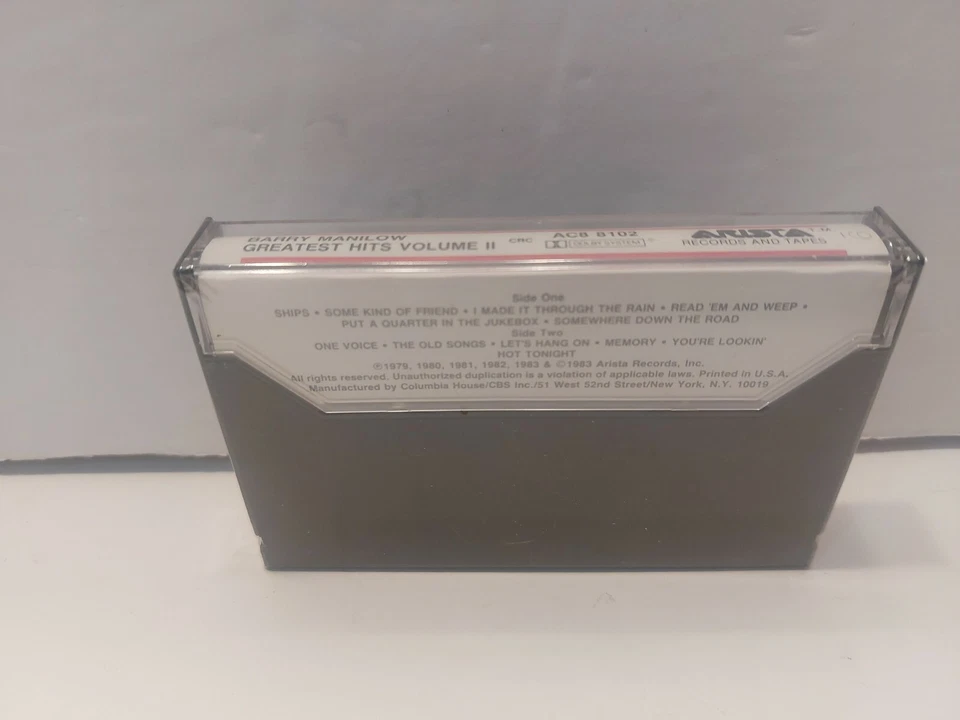 BARRY MANILOW
GREATEST HITS VOLUME II
CRC
AC8 8102
DOLBY SYSTEM
ARISTA T.M.
RECORDS AND TAPES
Side One
SHIPS • SOME KIND OF FRIEND • I MADE IT THROUGH THE RAIN • READ 'EM AND WEEP •
PUT A QUARTER IN THE JUKEBOX • SOMEWHERE DOWN THE ROAD
Side Two
ONE VOICE • THE OLD SONGS • LET'S HANG ON • MEMORY • YOU'RE LOOKIN'
HOT TONIGHT
℗1979, 1980, 1981, 1982, 1983 & ©1983 Arista Records, Inc.
All rights reserved. Unauthorized duplication is a violation of applicable laws. Printed in U.S.A.
Manufactured by Columbia House/CBS Inc./51 West 52nd Street/New York, N.Y. 10019